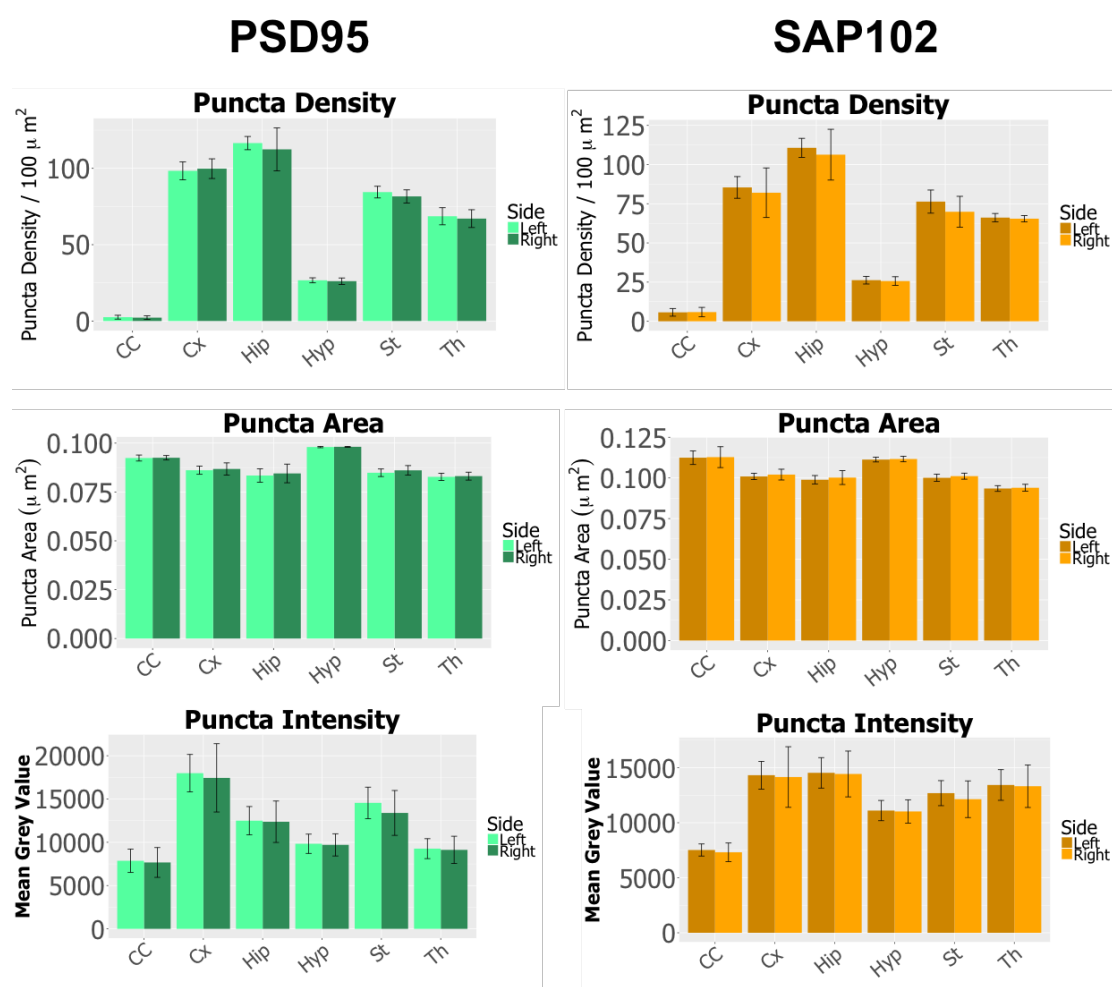 PSD95
SAP102
Puncta Density
Puncta Density / 100 μ m²
100
50
0
CC Cx Hip Hyp St Th
Side
Left
Right
Puncta Density
Puncta Density / 100 μ m²
125
100
75
50
25
0
CC Cx Hip Hyp St Th
Side
Left
Right
Puncta Area
Puncta Area (μ m²)
0.100
0.075
0.050
0.025
0.000
CC Cx Hip Hyp St Th
Side
Left
Right
Puncta Area
Puncta Area (μ m²)
0.125
0.100
0.075
0.050
0.025
0.000
CC Cx Hip Hyp St Th
Side
Left
Right
Puncta Intensity
Mean Grey Value
20000
15000
10000
5000
0
CC Cx Hip Hyp St Th
Side
Left
Right
Puncta Intensity
Mean Grey Value
15000
10000
5000
0
CC Cx Hip Hyp St Th
Side
Left
Right